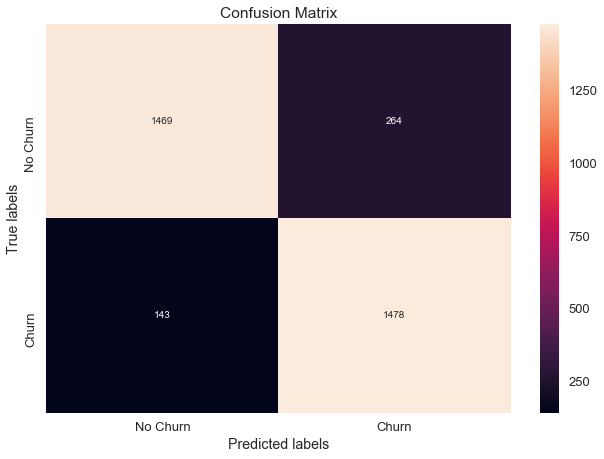 Confusion Matrix
True labels
No Churn
Churn
1469
264
143
1478
No Churn
Churn
Predicted labels
1250
1000
750
500
250